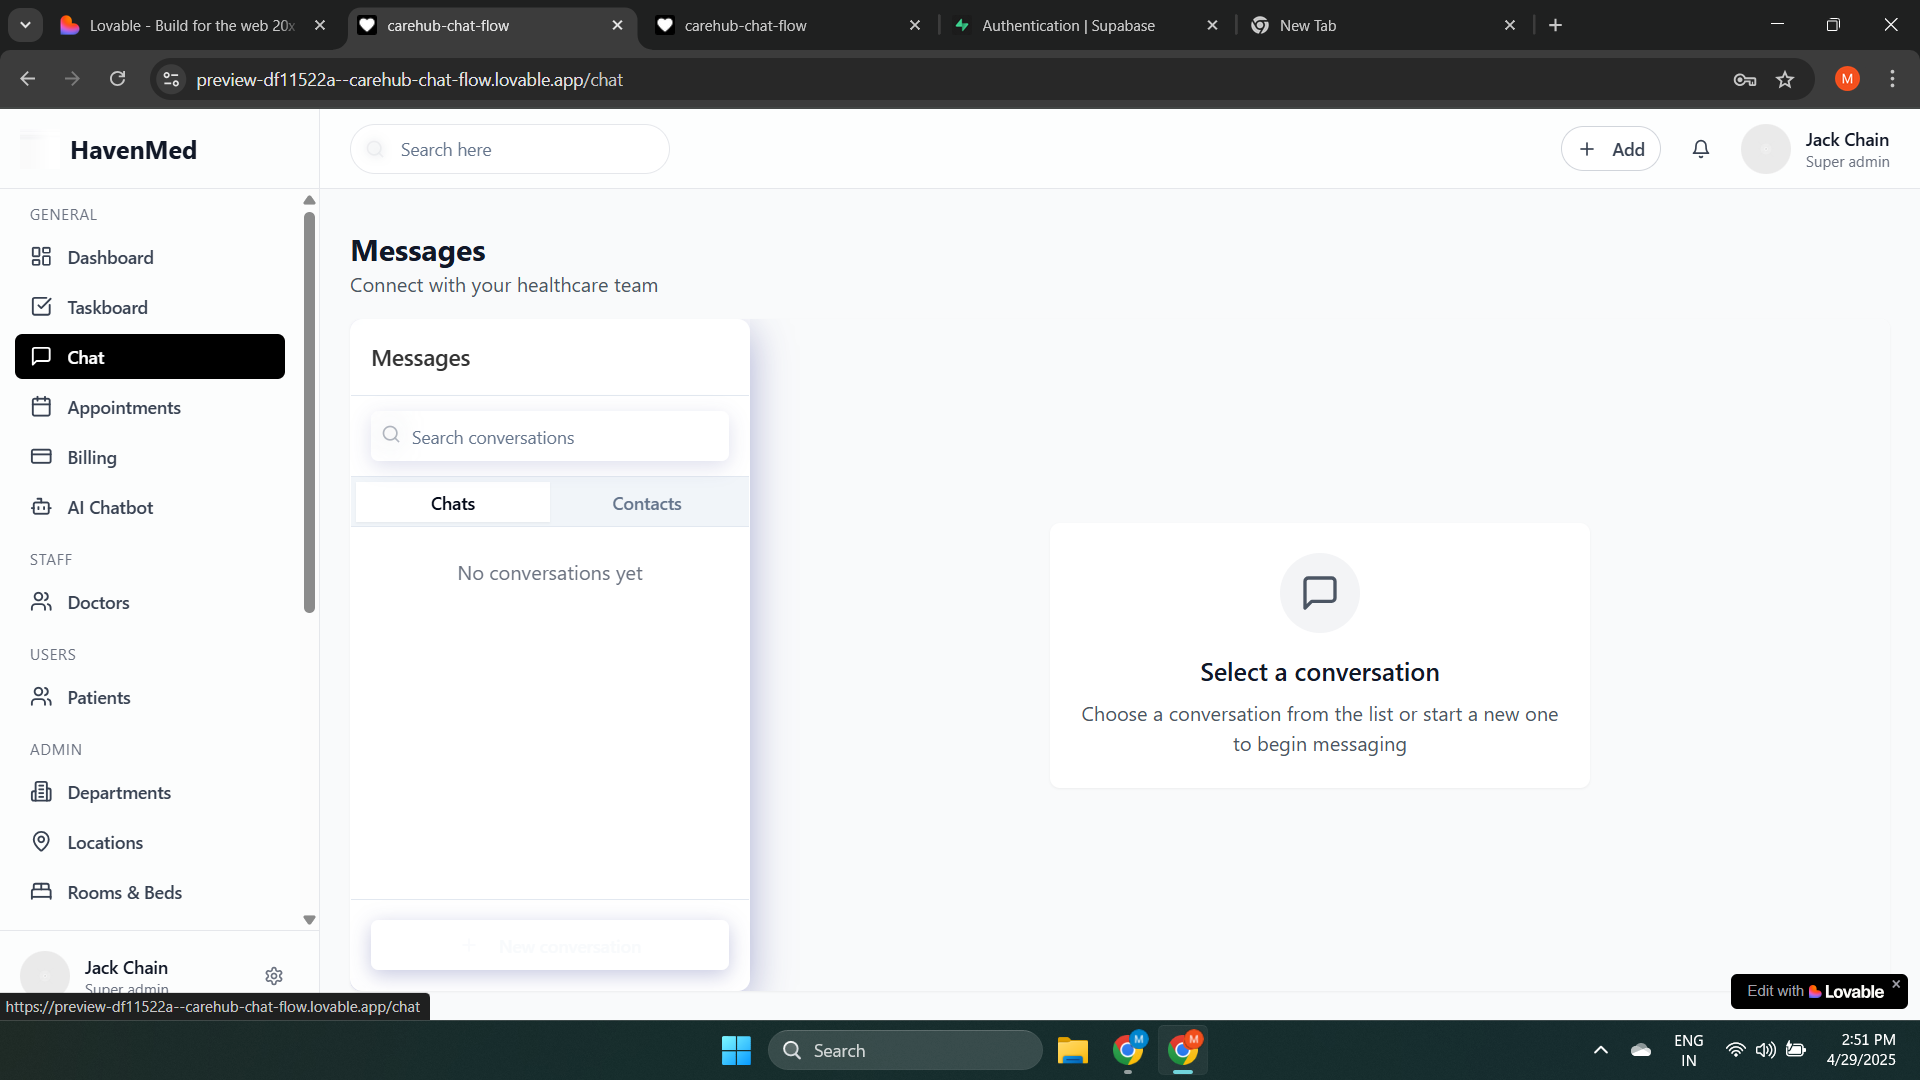 Lovable - Build for the web 20x
carehub-chat-flow
carehub-chat-flow
Authentication | Supabase
New Tab
preview-df11522a--carehub-chat-flow.lovable.app/chat
M
HavenMed
Search here
Add
Jack Chain
Super admin
GENERAL
Dashboard
Taskboard
Chat
Appointments
Billing
AI Chatbot
STAFF
Doctors
USERS
Patients
ADMIN
Departments
Locations
Rooms & Beds
Jack Chain
Super admin
Messages
Connect with your healthcare team
Messages
Search conversations
Chats
Contacts
No conversations yet
New conversation
Select a conversation
Choose a conversation from the list or start a new one
to begin messaging
Edit with Lovable
https://preview-df11522a--carehub-chat-flow.lovable.app/chat
Search
M
M
ENG
IN
2:51 PM
4/29/2025